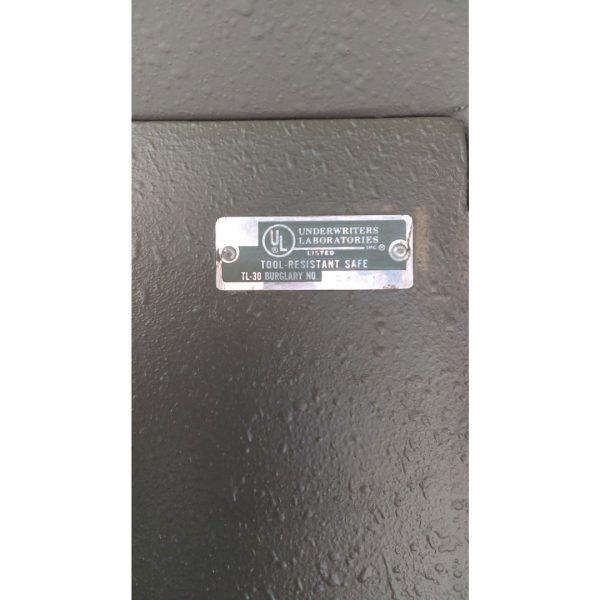 UL
UNDERWRITERS
LABORATORIES
INC.
LISTED
TOOL-RESISTANT SAFE
TL-30 BURGLARY NO.